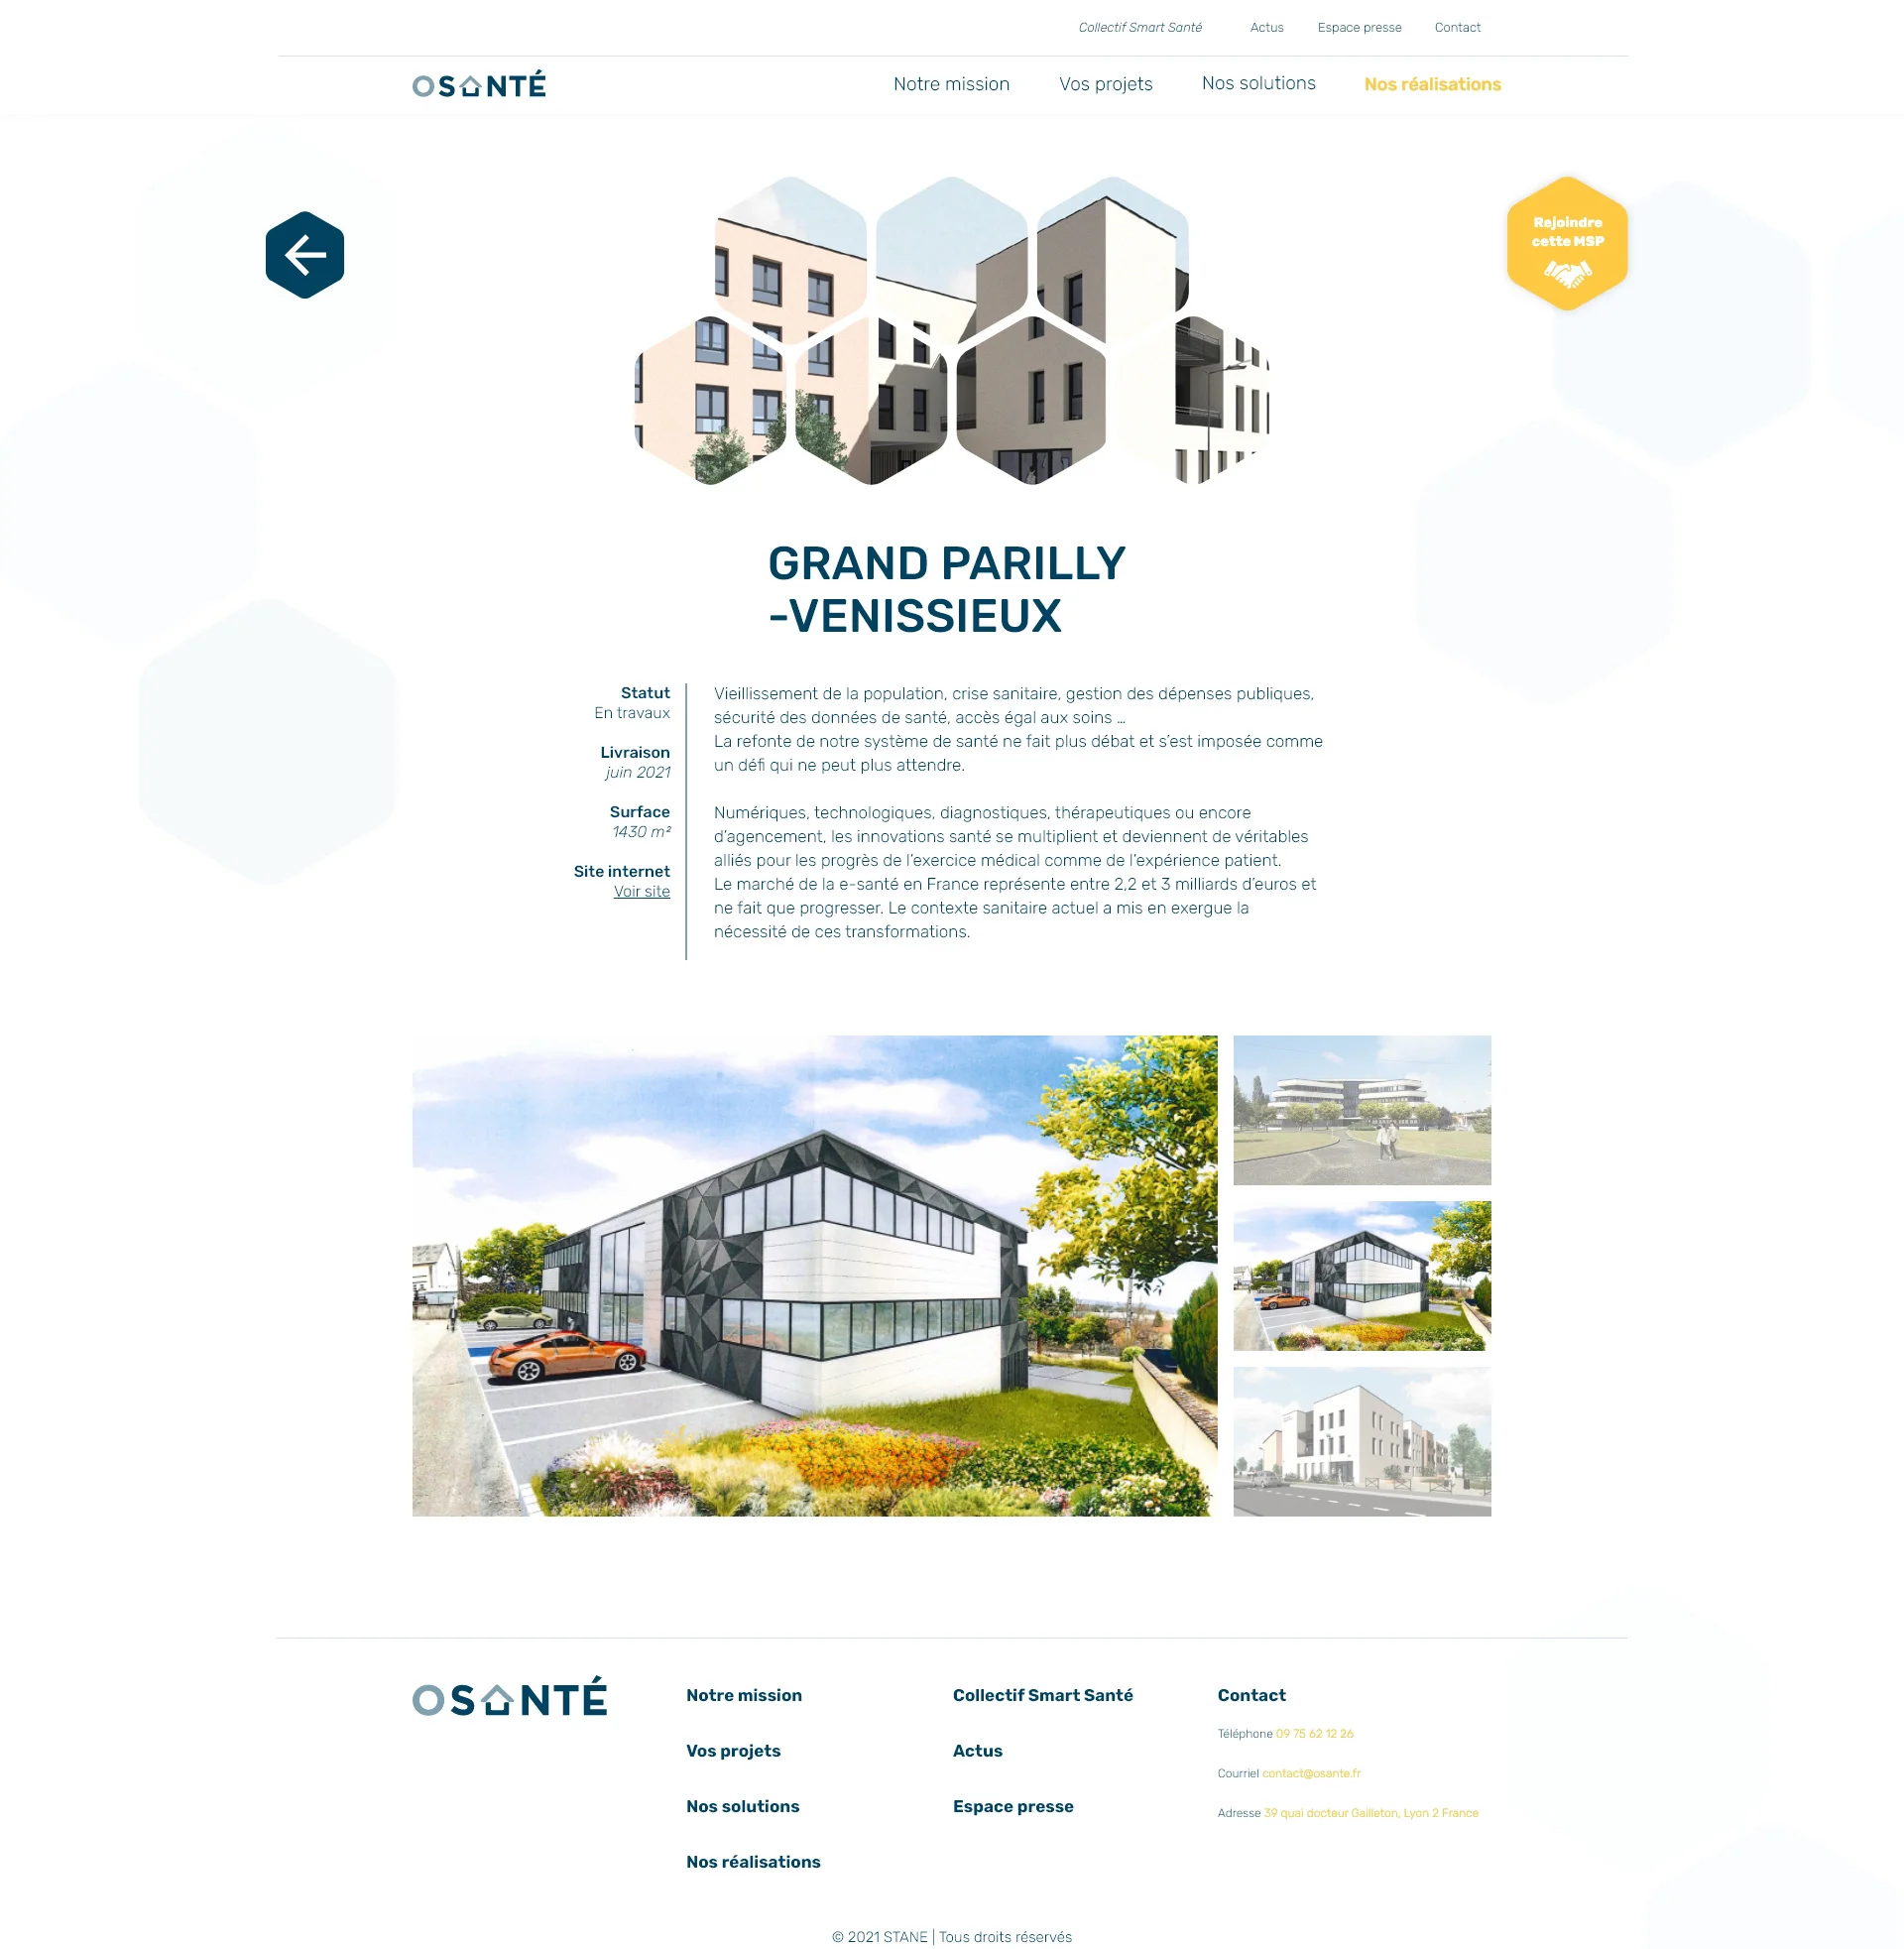 Collectif Smart Santé Actus Espace presse Contact
OSANTÉ Notre mission Vos projets Nos solutions Nos réalisations
Rejoindre
cette MSP
GRAND PARILLY
-VENISSIEUX
Statut
En travaux
Livraison
juin 2021
Surface
1430 m²
Site internet
Voir site
Vieillissement de la population, crise sanitaire, gestion des dépenses publiques,
sécurité des données de santé, accès égal aux soins ...
La refonte de notre système de santé ne fait plus débat et s'est imposée comme
un défi qui ne peut plus attendre.
Numériques, technologiques, diagnostiques, thérapeutiques ou encore
d'agencement, les innovations santé se multiplient et deviennent de véritables
alliés pour les progrès de l'exercice médical comme de l'expérience patient.
Le marché de la e-santé en France représente entre 2,2 et 3 milliards d'euros et
ne fait que progresser. Le contexte sanitaire actuel a mis en exergue la
nécessité de ces transformations.
OSANTÉ
Notre mission
Vos projets
Nos solutions
Nos réalisations
Collectif Smart Santé
Actus
Espace presse
Contact
Téléphone 09 75 62 12 26
Courriel contact@osante.fr
Adresse 39 quai docteur Gailleton, Lyon 2 France
© 2021 STANE | Tous droits réservés